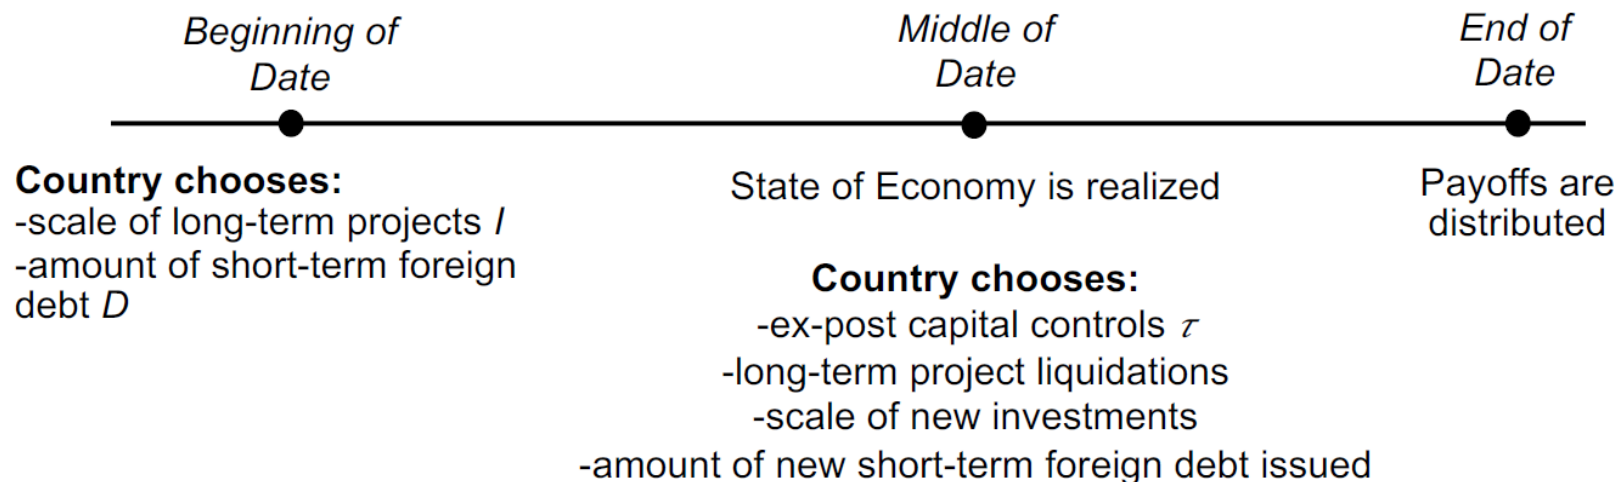 Beginning of
Date
Middle of
Date
End of
Date
Country chooses:
-scale of long-term projects I
-amount of short-term foreign
debt D
State of Economy is realized
Country chooses:
-ex-post capital controls τ
-long-term project liquidations
-scale of new investments
-amount of new short-term foreign debt issued
Payoffs are
distributed